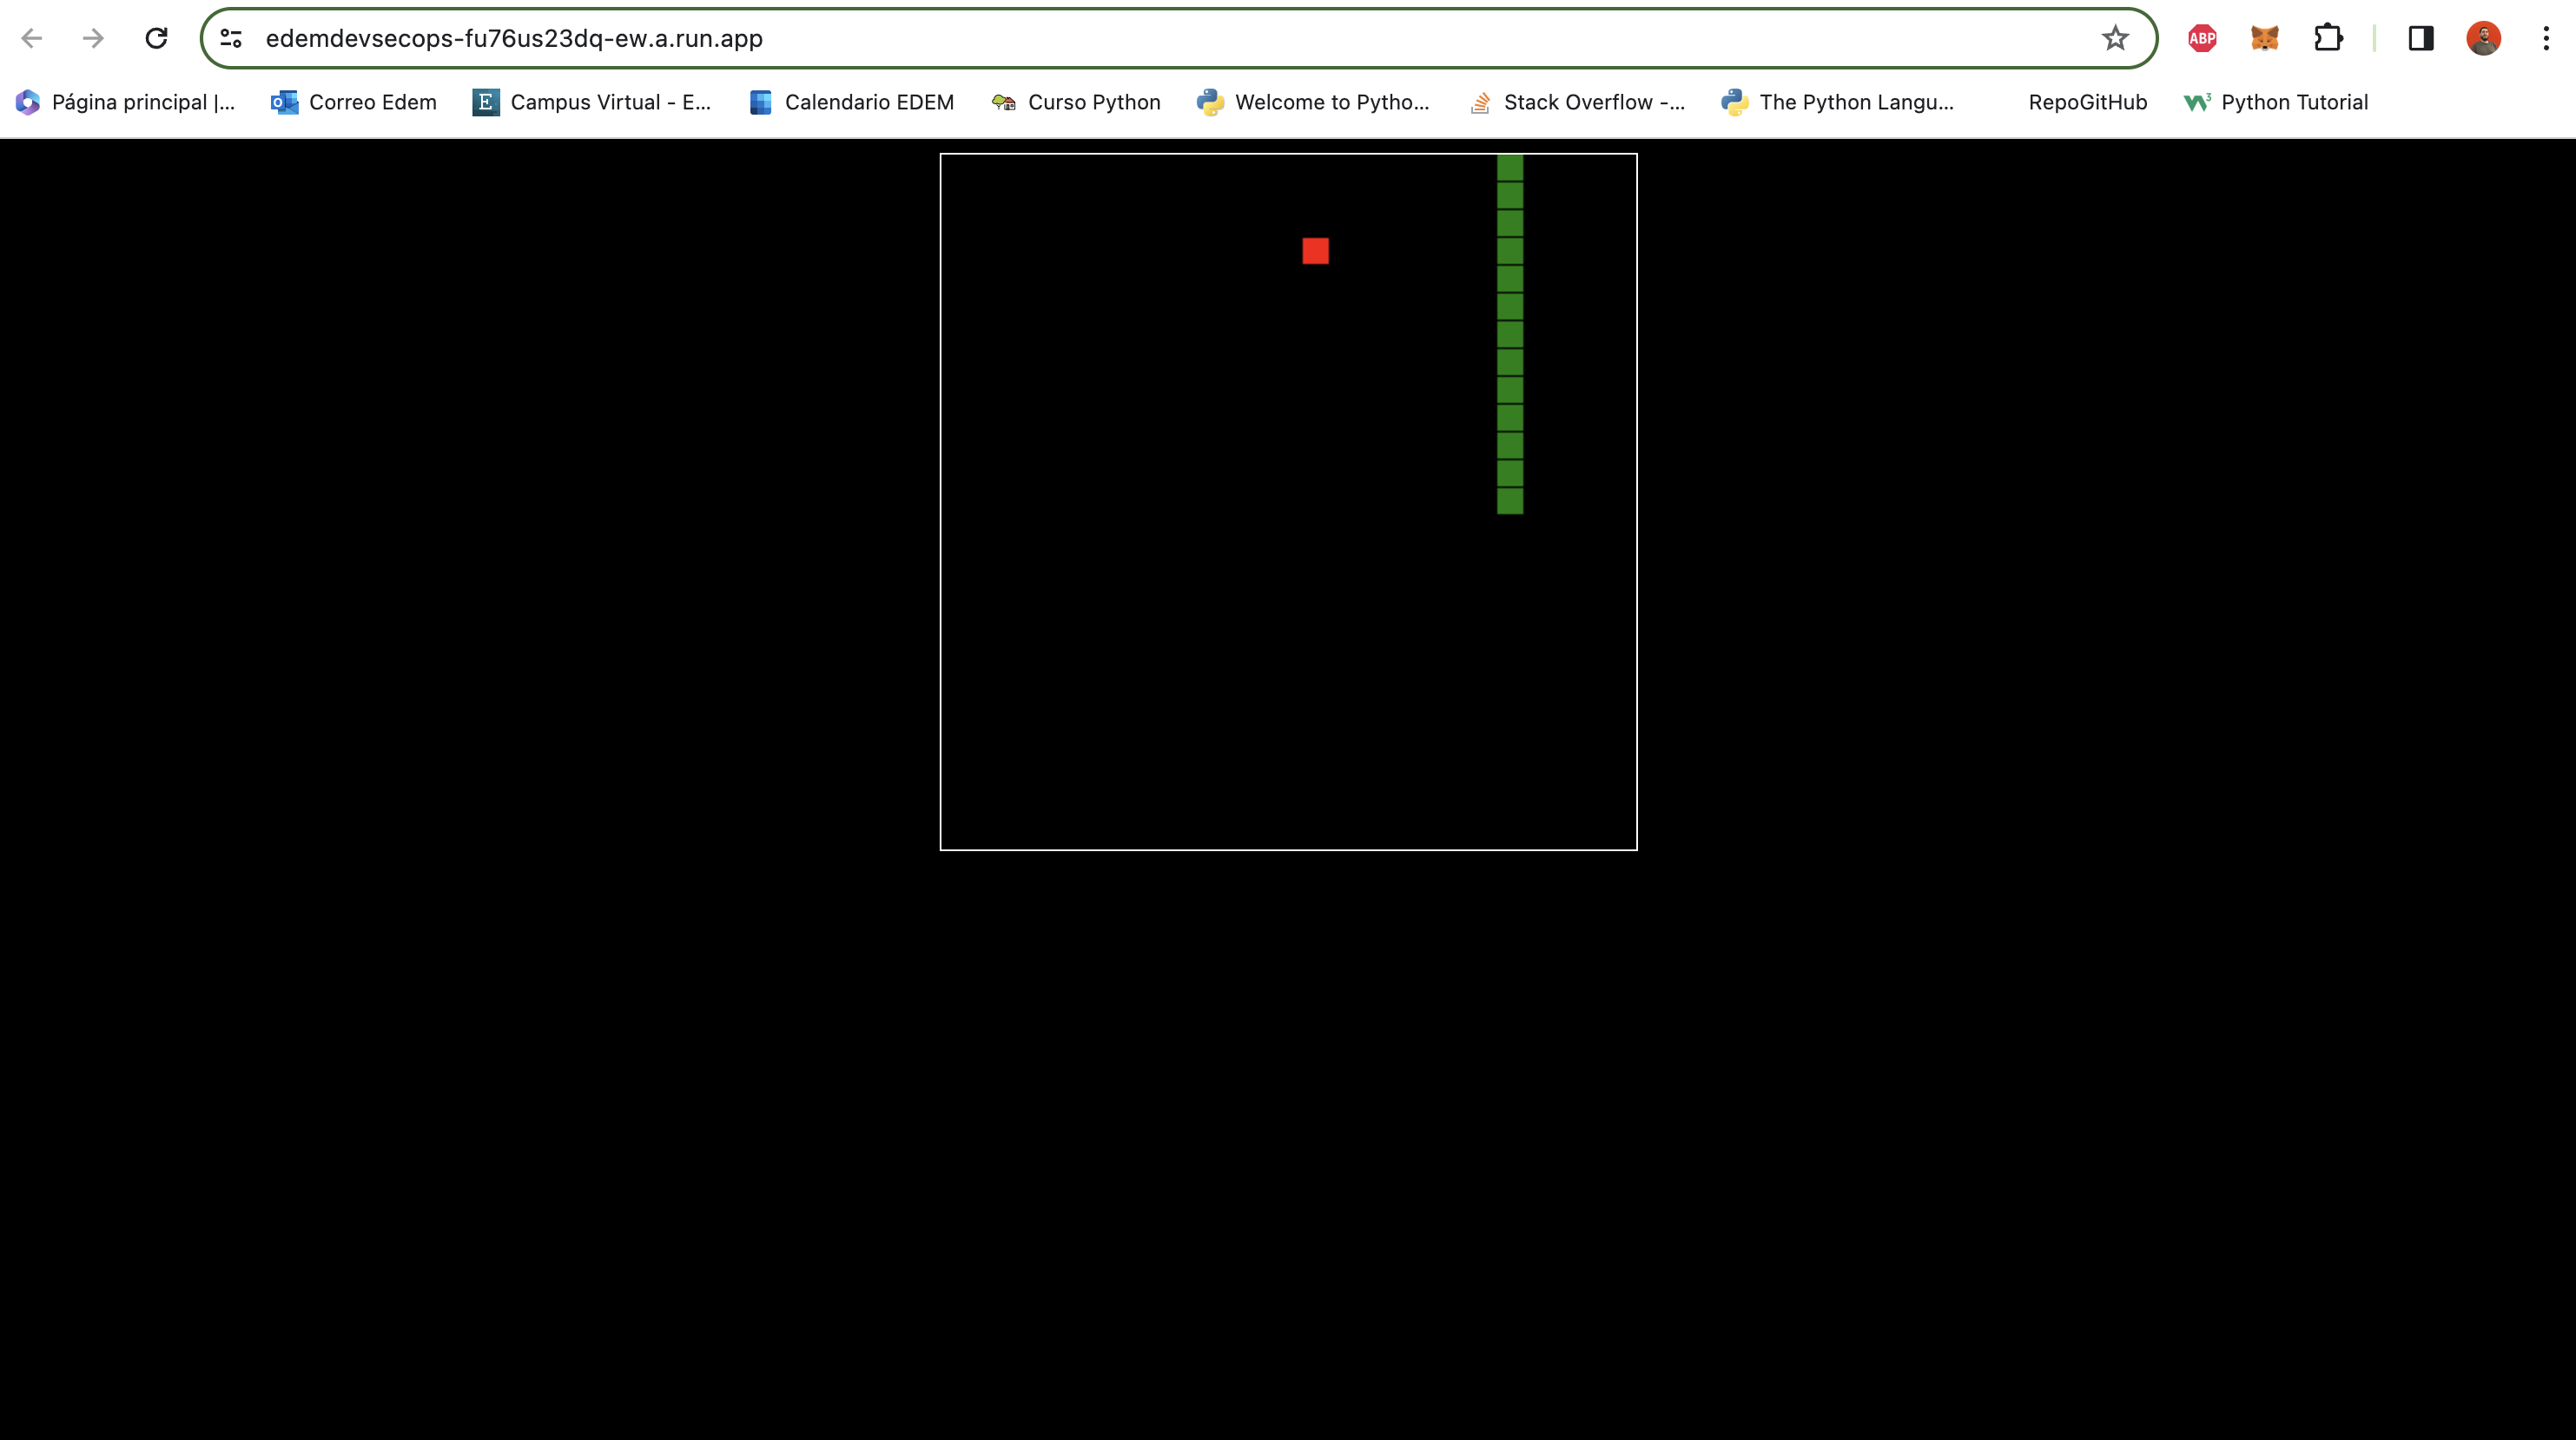 edemdevsecops-fu76us23dq-ew.a.run.app
ABP
Página principal |... Correo Edem E Campus Virtual - E... Calendario EDEM Curso Python Welcome to Pytho... Stack Overflow -... The Python Langu... RepoGitHub W3 Python Tutorial